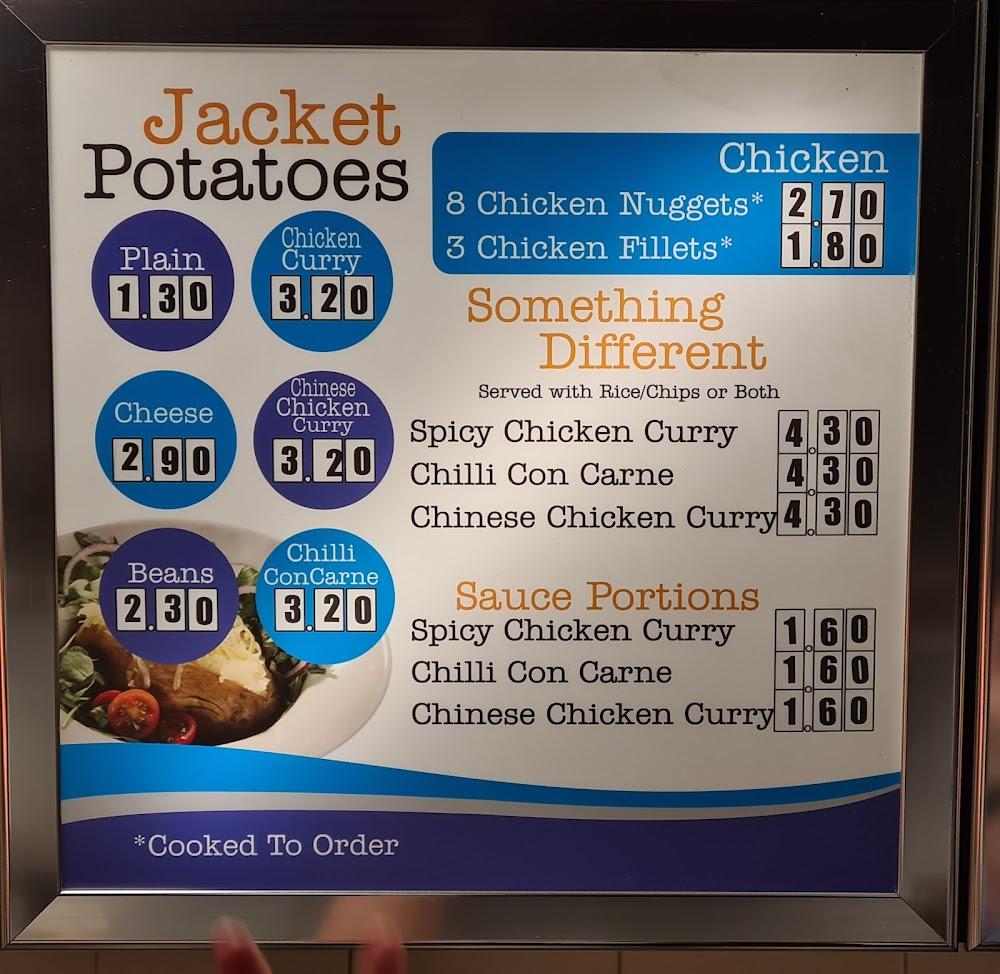 Jacket
Potatoes
Plain
1.30
Chicken
Curry
3.20
Cheese
2.90
Chinese
Chicken
Curry
3.20
Beans
2.30
Chilli
ConCarne
3.20
Chicken
8 Chicken Nuggets* 2.70
3 Chicken Fillets* 1.80
Something
Different
Served with Rice/Chips or Both
Spicy Chicken Curry 4.30
Chilli Con Carne 4.30
Chinese Chicken Curry 4.30
Sauce Portions
Spicy Chicken Curry 1.60
Chilli Con Carne 1.60
Chinese Chicken Curry 1.60
*Cooked To Order